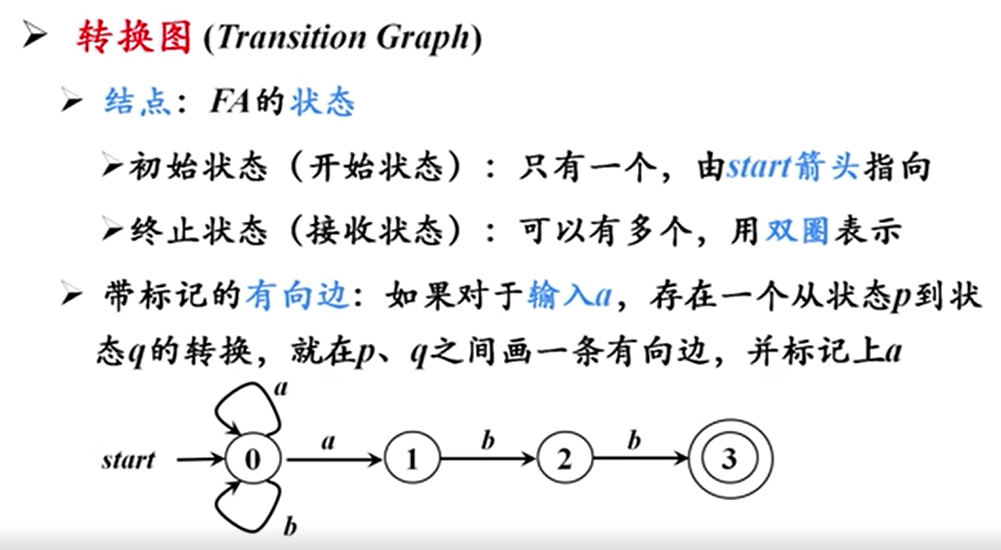 转换图 (Transition Graph)
结点：FA的状态
初始状态（开始状态）：只有一个，由start箭头指向
终止状态（接收状态）：可以有多个，用双圈表示
带标记的有向边：如果对于输入a，存在一个从状态p到状
态q的转换，就在p、q之间画一条有向边，并标记上a
a
start 0 a 1 b 2 b 3
b